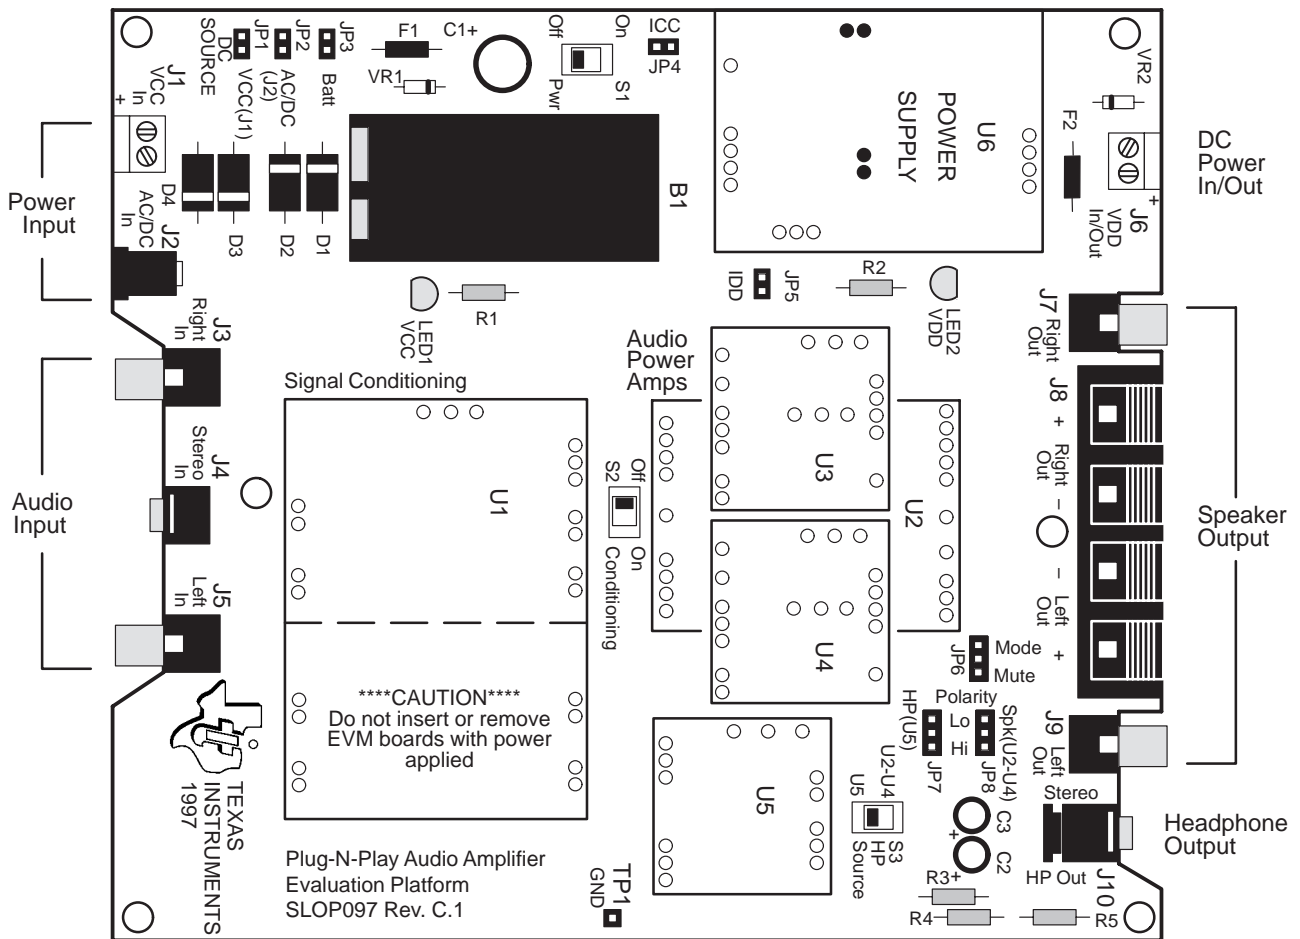 DC
SOURCE
JP1
VCC(J1)
JP2
AC/DC
(J2)
JP3
Batt
F1
C1+
VR1
Off
On
Pwr
S1
ICC
JP4
VR2
F2
J1
VCC
In
+
D4
D3
D2
D1
B1
U6
POWER
SUPPLY
DC
Power
In/Out
J6
VDD
In/Out
+
Power
Input
J2
AC/DC
In
LED1
VCC
R1
IDD
JP5
R2
LED2
VDD
J3
Right
In
J7
Right
Out
Audio
Power
Amps
Signal Conditioning
J8
+
Right
Out
–
–
Left
Out
+
Audio
Input
J4
Stereo
In
U1
S2
Off
On
Conditioning
U3
U2
U4
Speaker
Output
J5
Left
In
JP6
Mode
Mute
Polarity
HP(U5)
Lo
Hi
Spk(U2-U4)
JP7
JP8
J9
Left
Out
****CAUTION****
Do not insert or remove
EVM boards with power
applied
TEXAS
INSTRUMENTS
1997
U5
U2-U4
U5
S3
HP
Source
C3
+
C2
Stereo
HP Out
J10
Headphone
Output
R3+
R4
R5
Plug-N-Play Audio Amplifier
Evaluation Platform
SLOP097 Rev. C.1
TP1
GND